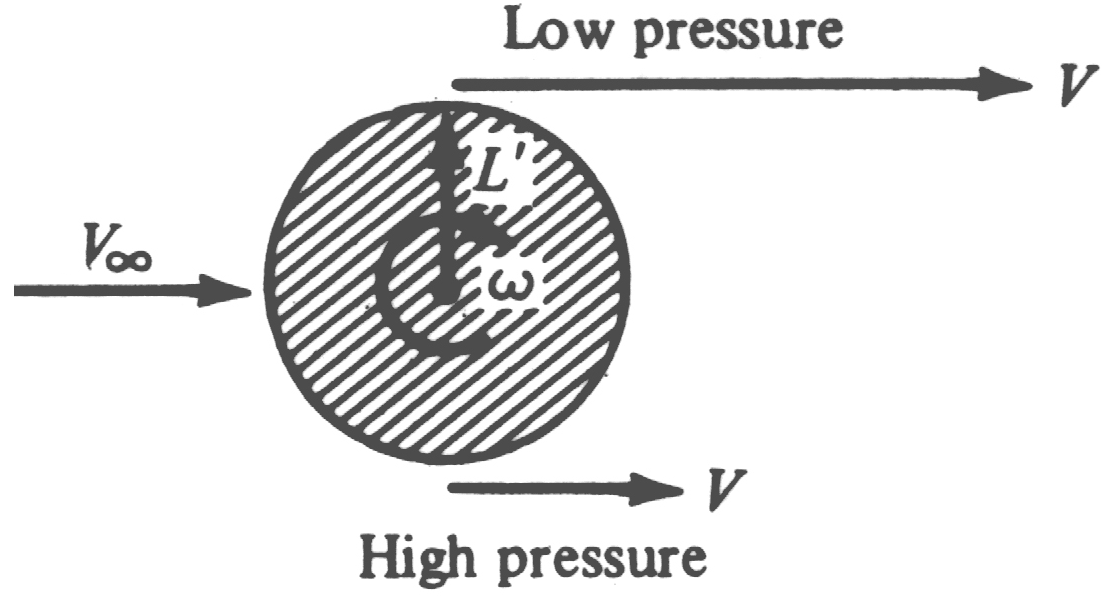 Low pressure
V
L'
V∞
ω
V
High pressure